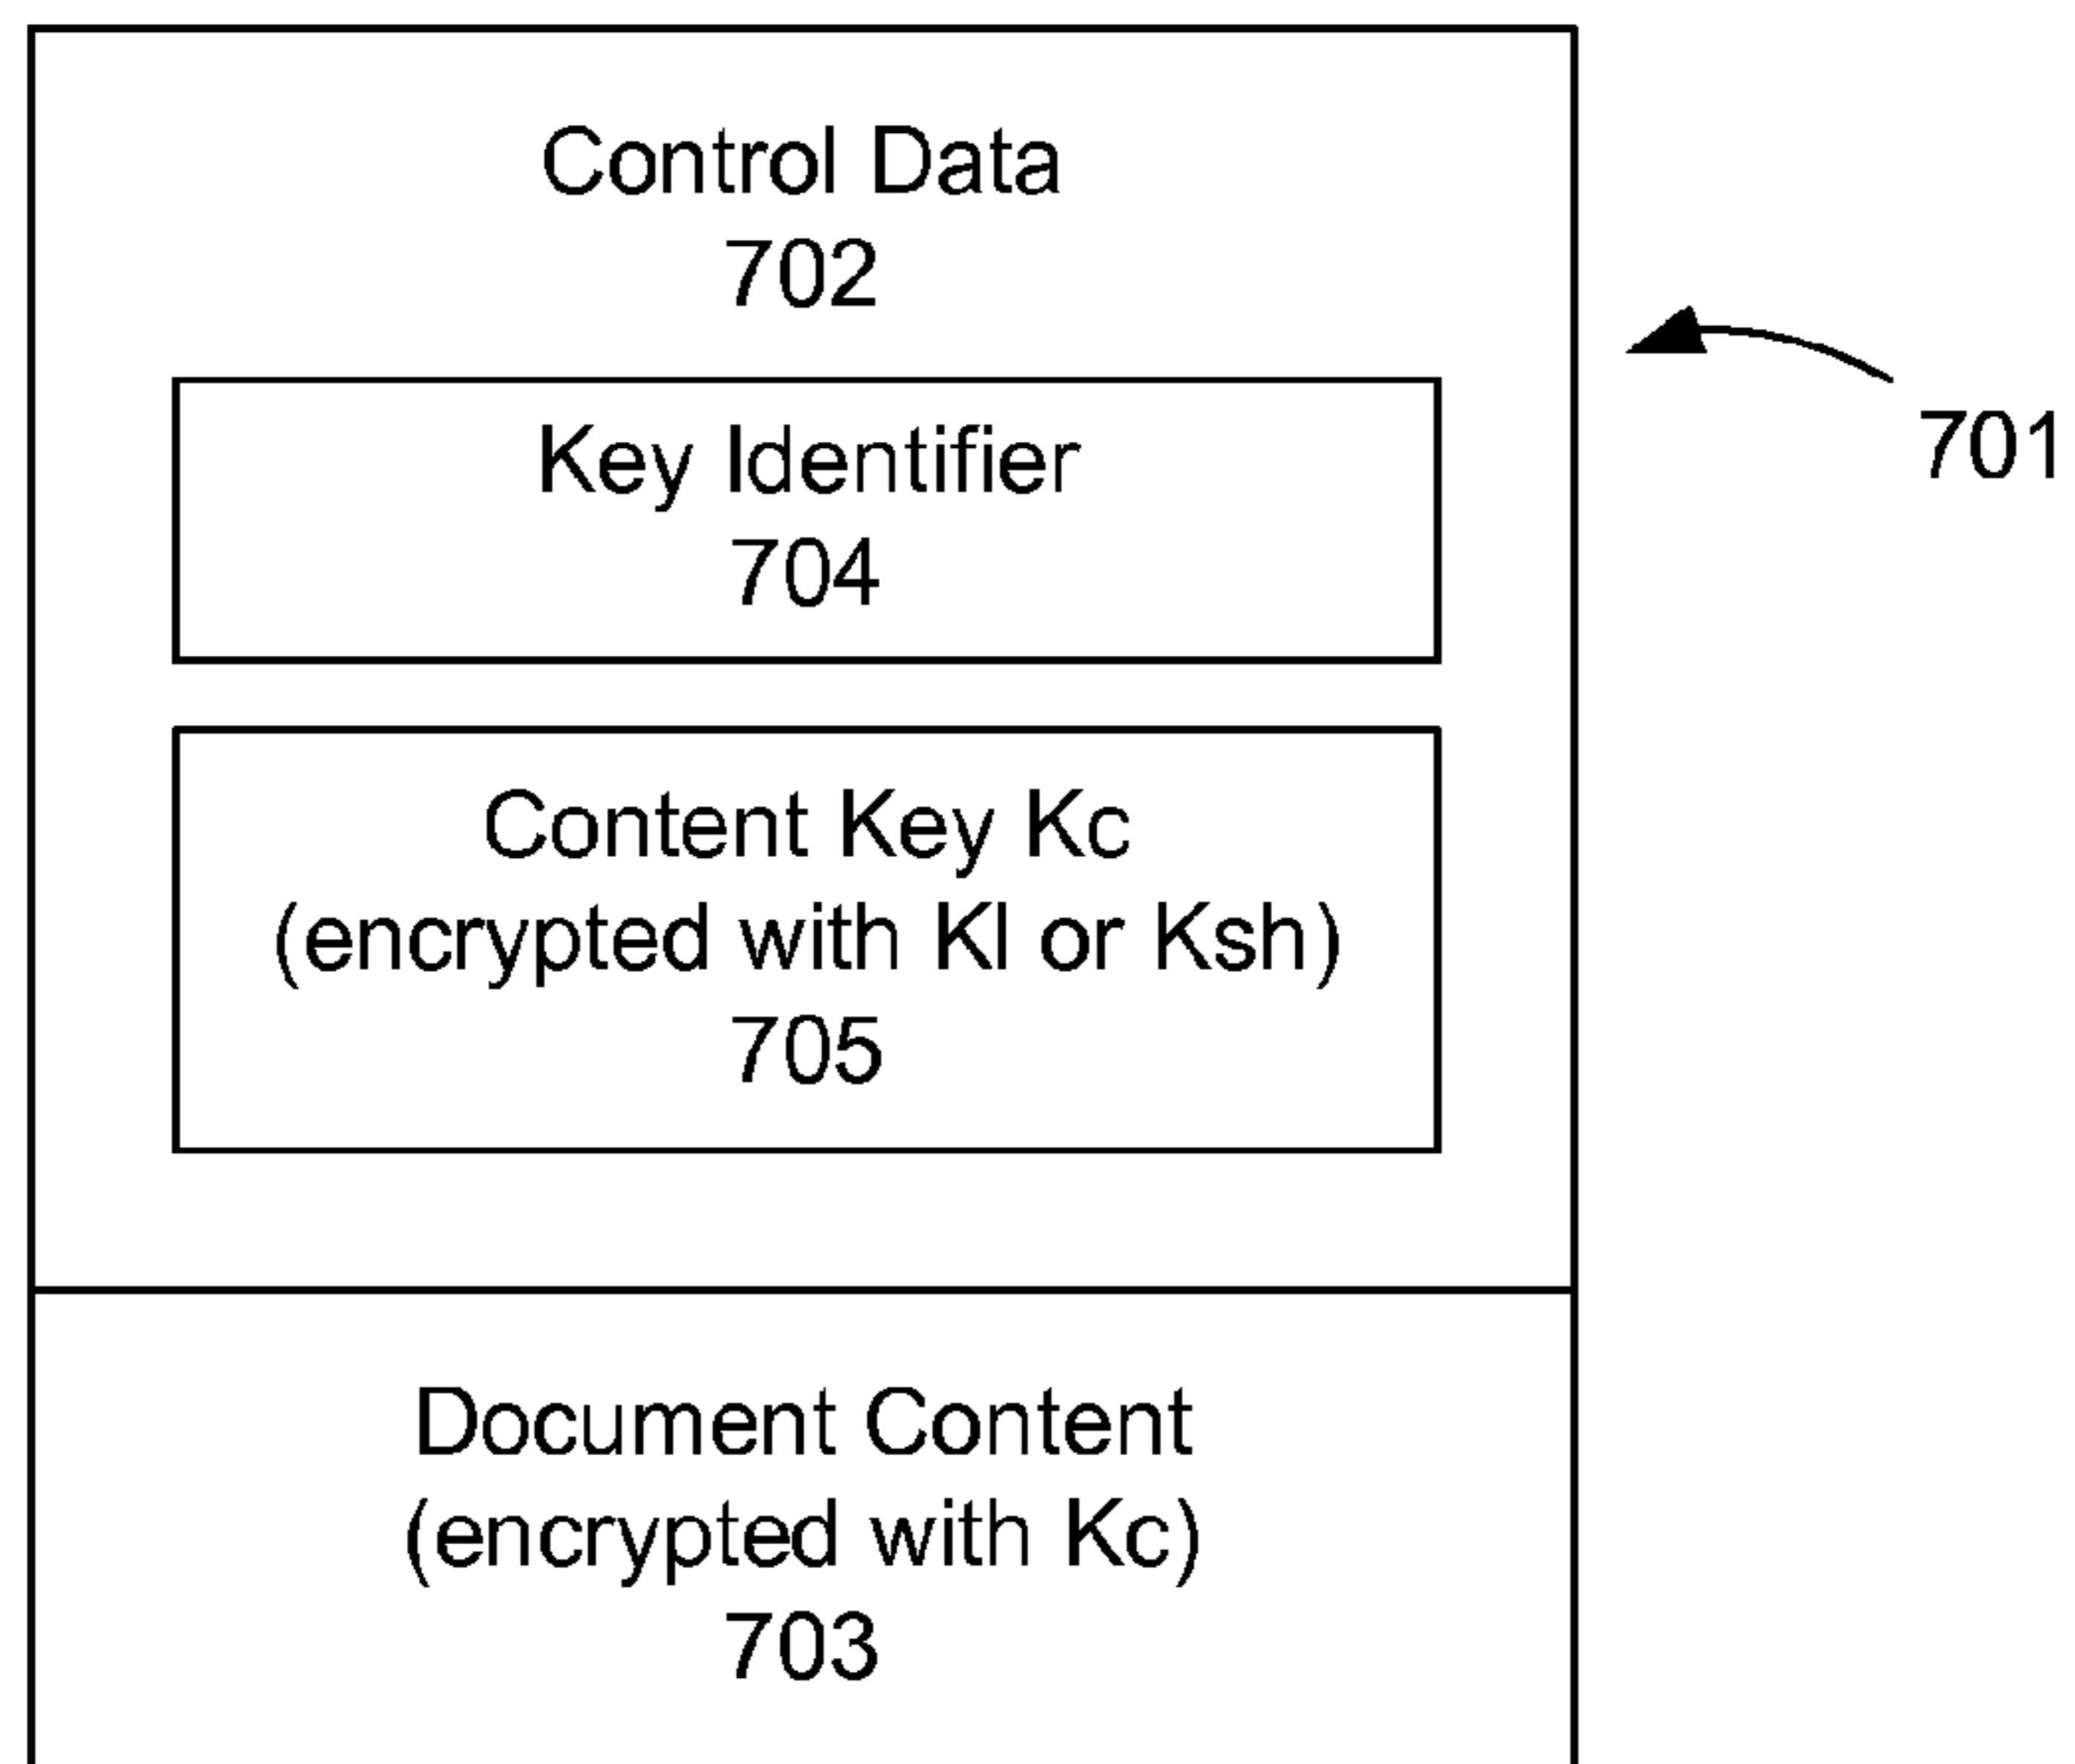 Control Data
702
Key Identifier
704
Content Key Kc
(encrypted with Kl or Ksh)
705
Document Content
(encrypted with Kc)
703
701